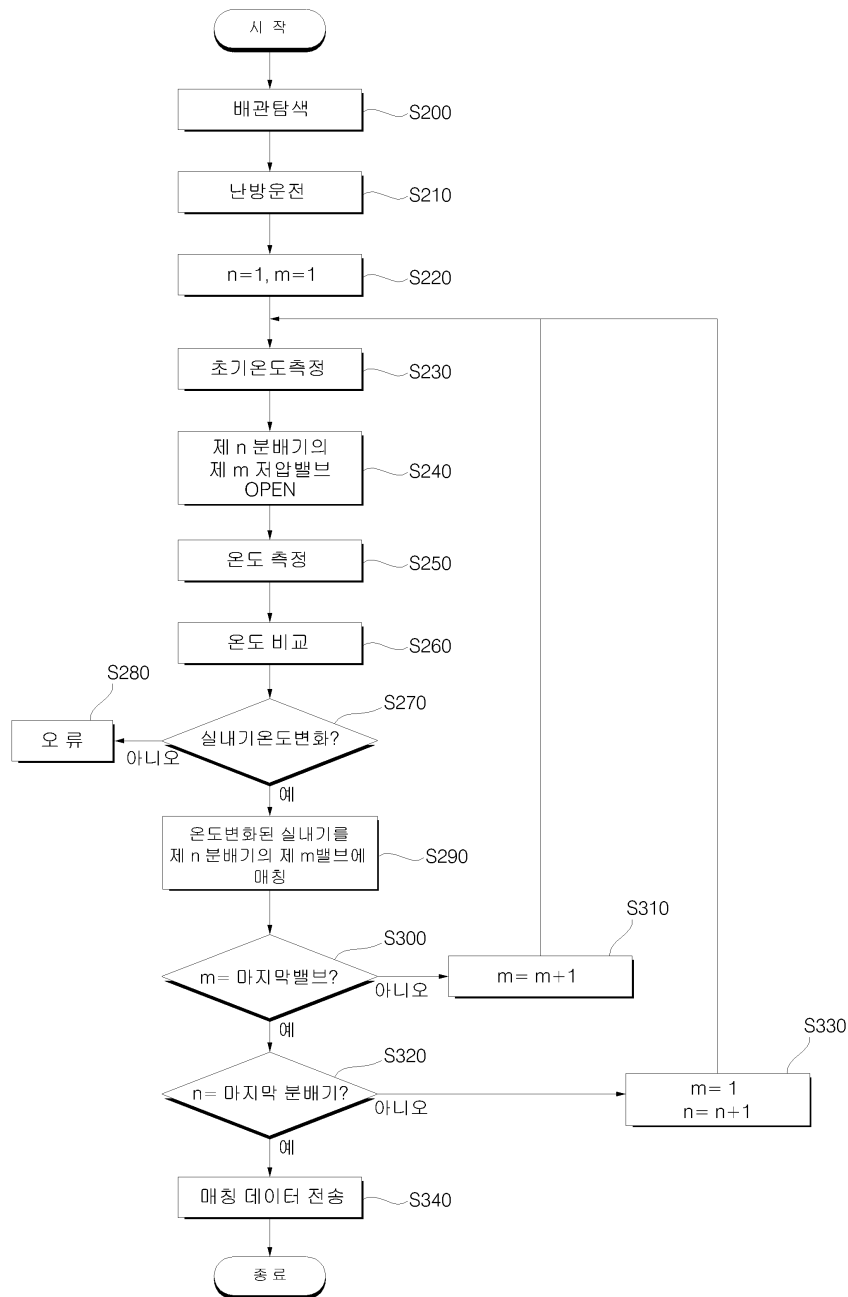 시 작
배관탐색
S200
난방운전
S210
n=1, m=1
S220
초기온도측정
S230
제 n 분배기의
제 m 저압밸브
OPEN
S240
온도 측정
S250
온도 비교
S260
S280
S270
오 류
실내기온도변화?
아니오
예
온도변화된 실내기를
제 n 분배기의 제 m밸브에
매칭
S290
S300
S310
m= 마지막밸브?
아니오
m= m+1
예
S320
S330
n= 마지막 분배기?
아니오
m= 1
n= n+1
예
매칭 데이터 전송
S340
종 료